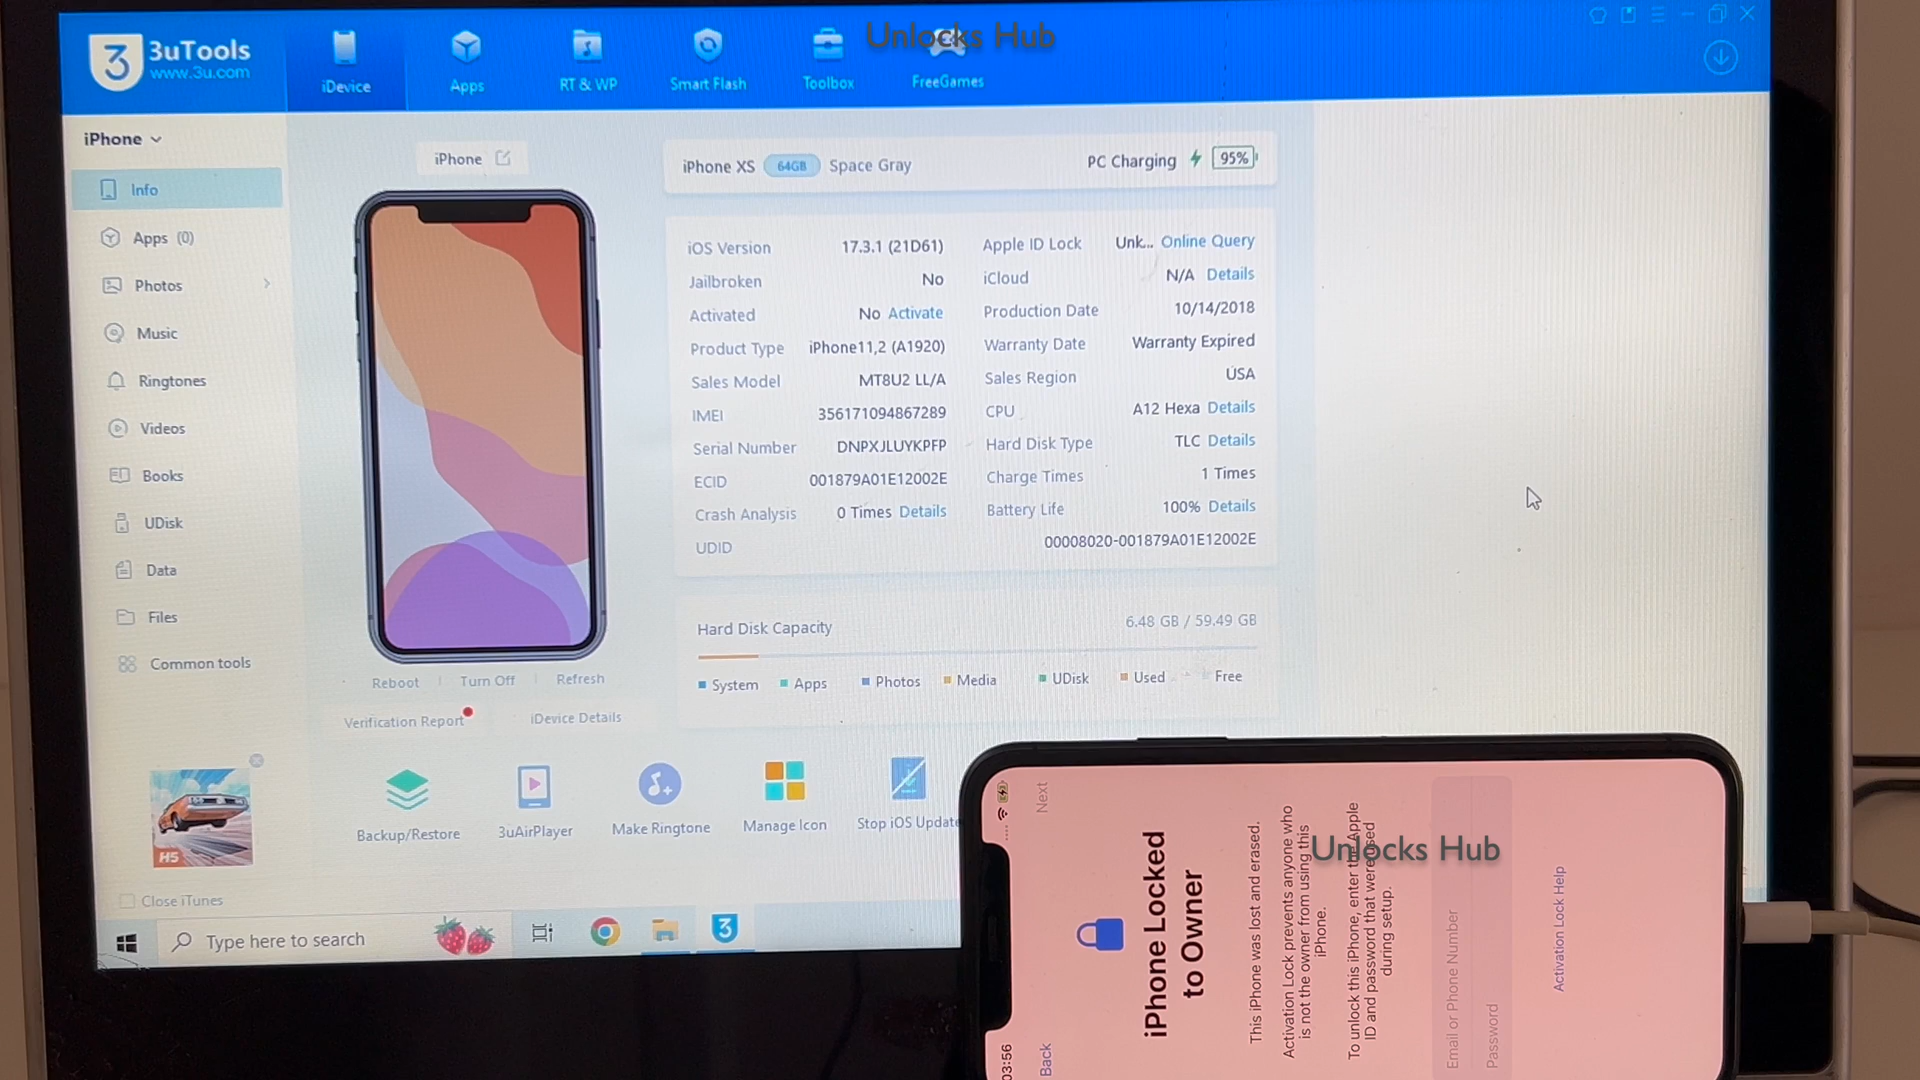 3uTools
www.3u.com
iDevice
Apps
RT & WP
Smart Flash
Toolbox
FreeGames
Unlocks Hub
iPhone
Info
Apps (0)
Photos
Music
Ringtones
Videos
Books
UDisk
Data
Files
Common tools
H5
Close iTunes
iPhone
Reboot
Turn Off
Refresh
Verification Report
iDevice Details
iPhone XS 64GB Space Gray
PC Charging 95%
iOS Version 17.3.1 (21D61)
Apple ID Lock Unk... Online Query
Jailbroken No
iCloud N/A Details
Activated No Activate
Production Date 10/14/2018
Product Type iPhone11,2 (A1920)
Warranty Date Warranty Expired
Sales Model MT8U2 LL/A
Sales Region USA
IMEI 356171094867289
CPU A12 Hexa Details
Serial Number DNPXJLUYKPFP
Hard Disk Type TLC Details
ECID 001879A01E12002E
Charge Times 1 Times
Crash Analysis 0 Times Details
Battery Life 100% Details
UDID 00008020-001879A01E12002E
Hard Disk Capacity 6.48 GB / 59.49 GB
System Apps Photos Media UDisk Used Free
Backup/Restore
3uAirPlayer
Make Ringtone
Manage Icon
Stop iOS Update
Type here to search
3
03:56
Back
Next
iPhone Locked
to Owner
This iPhone was lost and erased.
Activation Lock prevents anyone who
is not the owner from using this
iPhone.
To unlock this iPhone, enter the Apple
ID and password that were used
during setup.
Email or Phone Number
Password
Activation Lock Help
Unlocks Hub